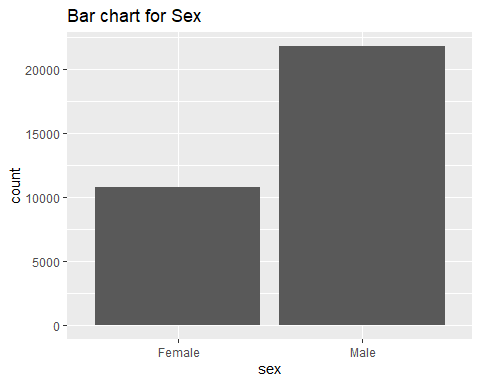 Bar chart for Sex
count
20000
15000
10000
5000
0
Female
Male
sex